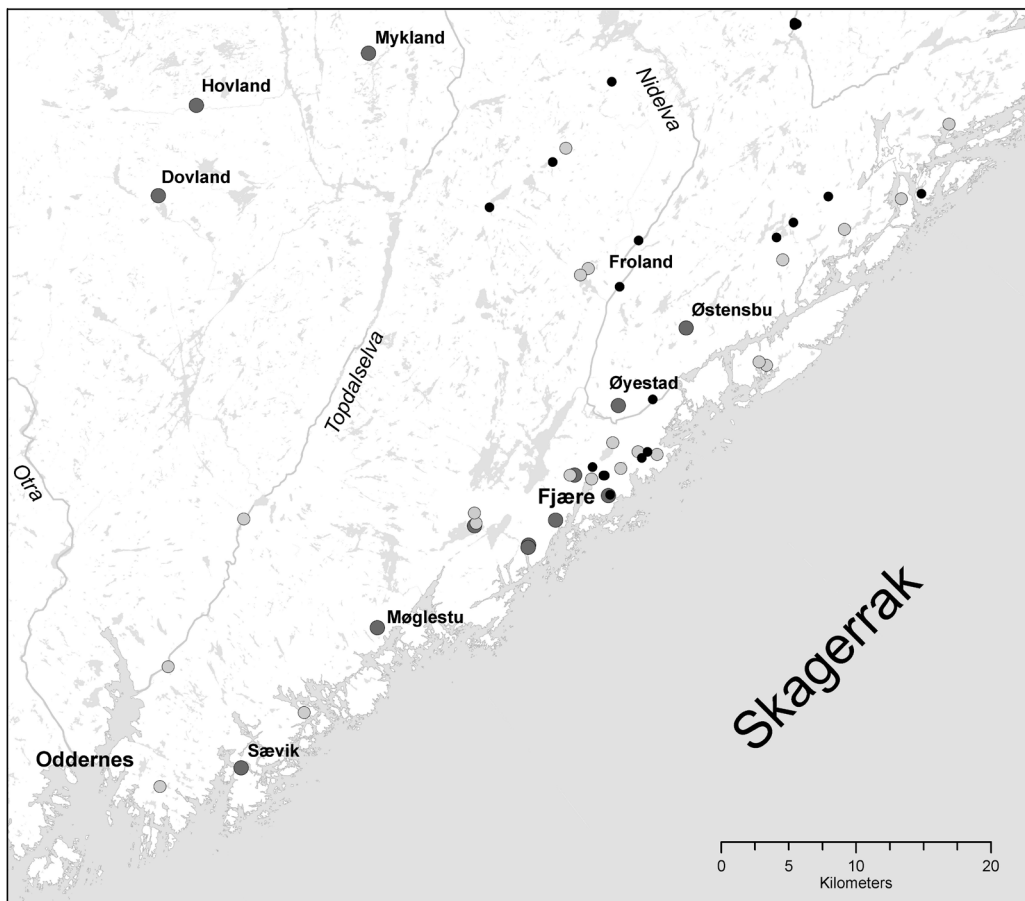 Mykland
Hovland
Nidelva
Dovland
Froland
Østensbu
Topdalselva
Øyestad
Otra
Fjære
Møglestu
Skagerrak
Sævik
Oddernes
0 5 10 20
Kilometers